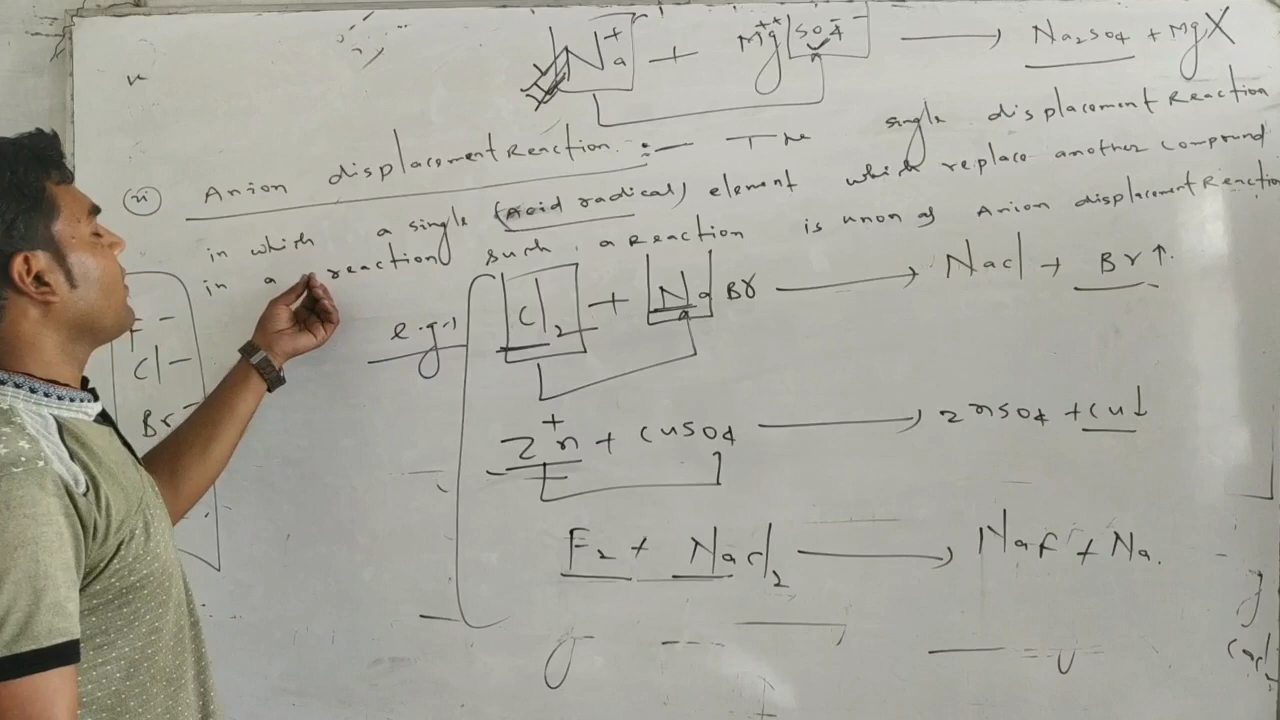 Na⁺ + Mg⁺⁺ SO4⁻⁻ → Na2SO4 + Mg X
(ii) Anion displacement Reaction :— The single displacement Reaction
in which a single (Acid radical) element which replace another compound
in a reaction such a reaction is unon of Anion displacement Reaction
e.g.
Cl2 + NaBr → NaCl + Br↑.
Zn⁺ + CuSO4 → ZnSO4 + Cu↓
F2 + NaCl2 → NaF + Na.
F -
Cl -
Br -